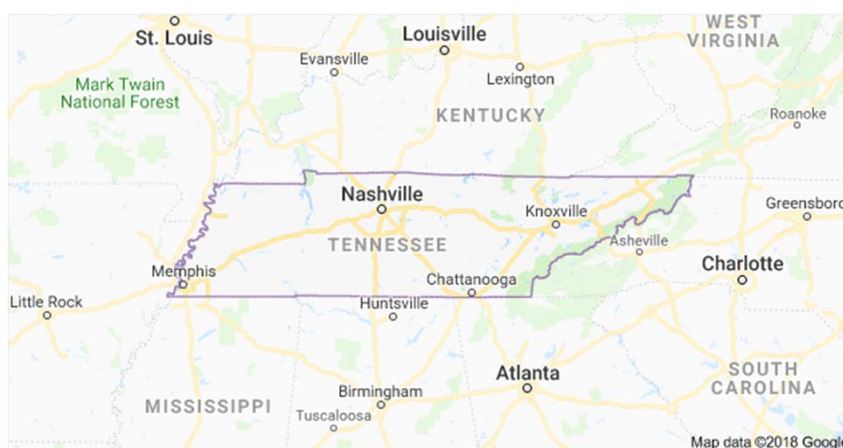 St. Louis
Louisville
WEST
VIRGINIA
Evansville
Lexington
Mark Twain
National Forest
KENTUCKY
Roanoke
Nashville
Knoxville
Greensboro
TENNESSEE
Asheville
Memphis
Chattanooga
Charlotte
Little Rock
Huntsville
Atlanta
SOUTH
CAROLINA
Birmingham
MISSISSIPPI
Tuscaloosa
Map data ©2018 Google